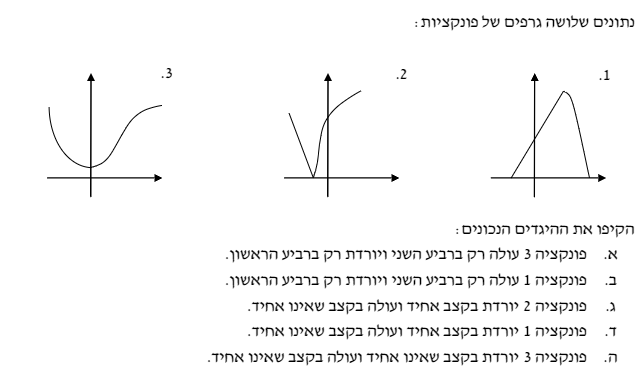 נתונים שלושה גרפים של פונקציות:
1.
2.
3.
הקיפו את ההיגדים הנכונים:
א. פונקציה 3 עולה רק ברביע השני ויורדת רק ברביע הראשון.
ב. פונקציה 1 עולה רק ברביע השני ויורדת רק ברביע הראשון.
ג. פונקציה 2 יורדת בקצב אחיד ועולה בקצב שאינו אחיד.
ד. פונקציה 1 יורדת בקצב אחיד ועולה בקצב שאינו אחיד.
ה. פונקציה 3 יורדת בקצב שאינו אחיד ועולה בקצב שאינו אחיד.